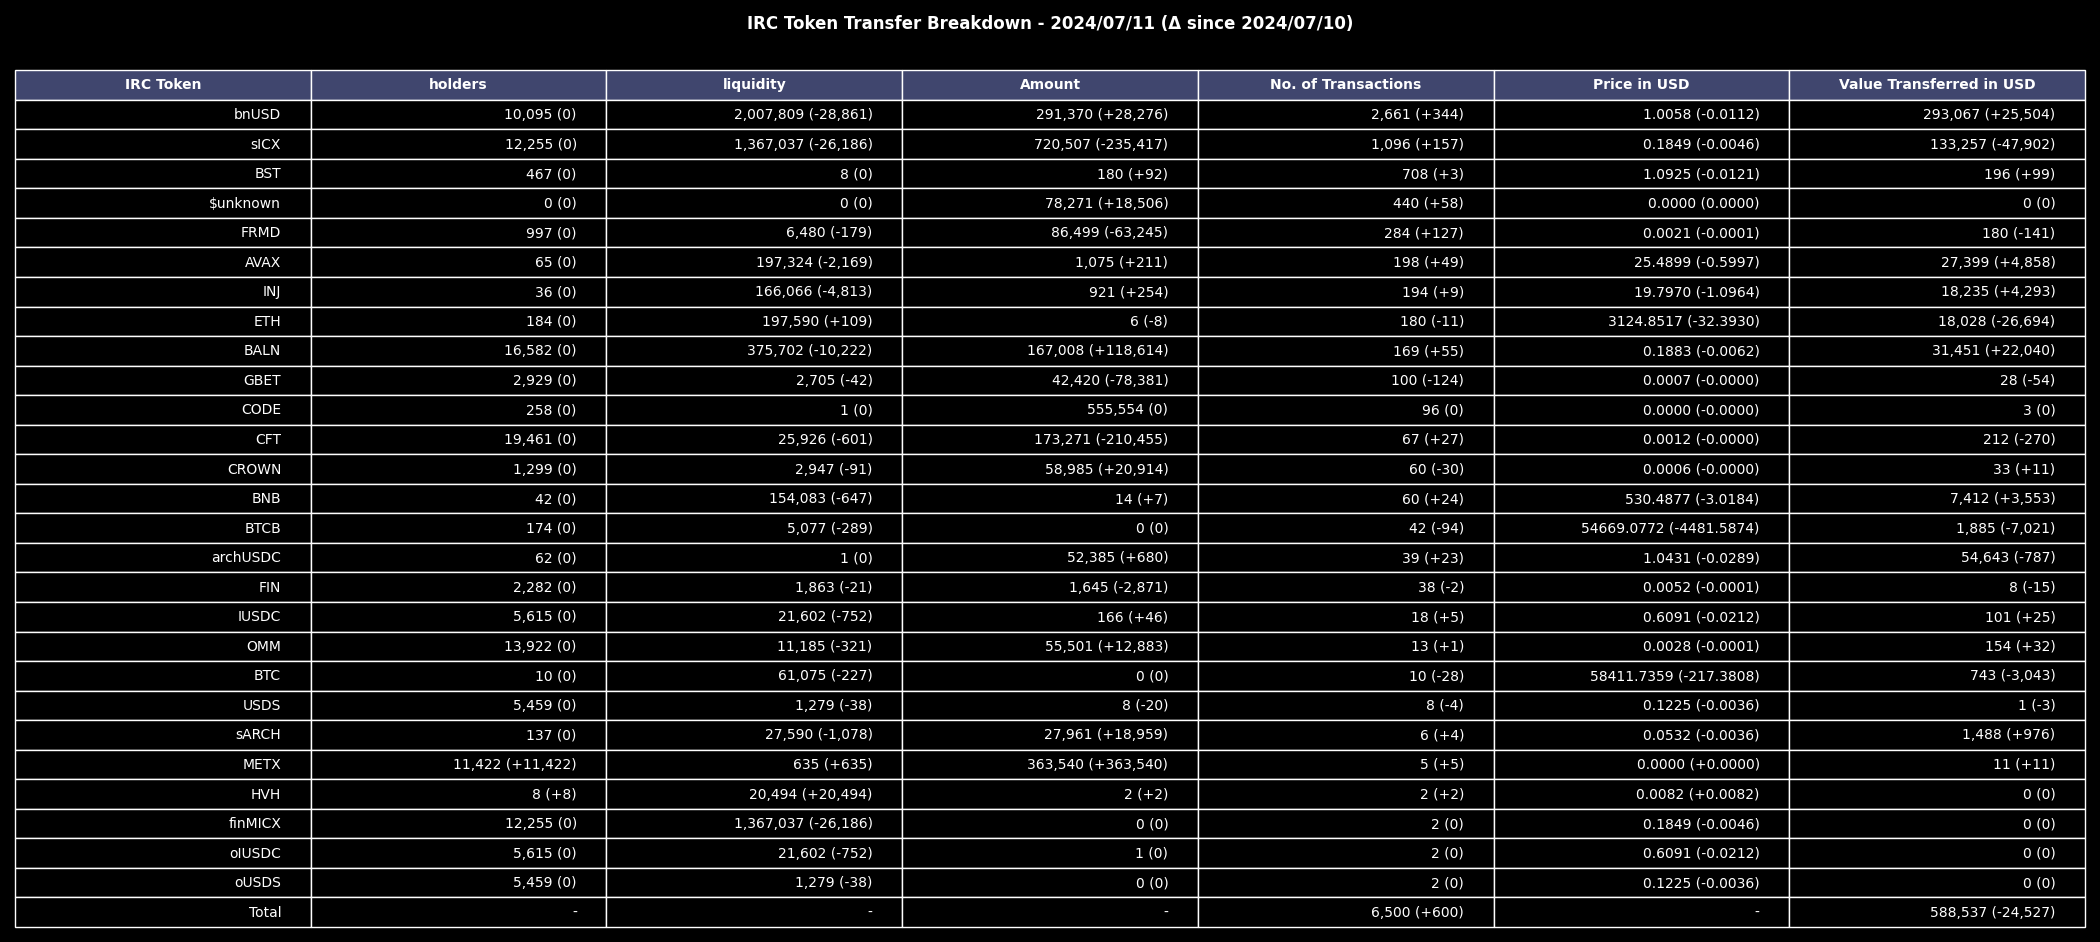 IRC Token Transfer Breakdown - 2024/07/11 (Δ since 2024/07/10)
IRC Token holders liquidity Amount No. of Transactions Price in USD Value Transferred in USD
bnUSD 10,095 (0) 2,007,809 (-28,861) 291,370 (+28,276) 2,661 (+344) 1.0058 (-0.0112) 293,067 (+25,504)
sICX 12,255 (0) 1,367,037 (-26,186) 720,507 (-235,417) 1,096 (+157) 0.1849 (-0.0046) 133,257 (-47,902)
BST 467 (0) 8 (0) 180 (+92) 708 (+3) 1.0925 (-0.0121) 196 (+99)
$unknown 0 (0) 0 (0) 78,271 (+18,506) 440 (+58) 0.0000 (0.0000) 0 (0)
FRMD 997 (0) 6,480 (-179) 86,499 (-63,245) 284 (+127) 0.0021 (-0.0001) 180 (-141)
AVAX 65 (0) 197,324 (-2,169) 1,075 (+211) 198 (+49) 25.4899 (-0.5997) 27,399 (+4,858)
INJ 36 (0) 166,066 (-4,813) 921 (+254) 194 (+9) 19.7970 (-1.0964) 18,235 (+4,293)
ETH 184 (0) 197,590 (+109) 6 (-8) 180 (-11) 3124.8517 (-32.3930) 18,028 (-26,694)
BALN 16,582 (0) 375,702 (-10,222) 167,008 (+118,614) 169 (+55) 0.1883 (-0.0062) 31,451 (+22,040)
GBET 2,929 (0) 2,705 (-42) 42,420 (-78,381) 100 (-124) 0.0007 (-0.0000) 28 (-54)
CODE 258 (0) 1 (0) 555,554 (0) 96 (0) 0.0000 (-0.0000) 3 (0)
CFT 19,461 (0) 25,926 (-601) 173,271 (-210,455) 67 (+27) 0.0012 (-0.0000) 212 (-270)
CROWN 1,299 (0) 2,947 (-91) 58,985 (+20,914) 60 (-30) 0.0006 (-0.0000) 33 (+11)
BNB 42 (0) 154,083 (-647) 14 (+7) 60 (+24) 530.4877 (-3.0184) 7,412 (+3,553)
BTCB 174 (0) 5,077 (-289) 0 (0) 42 (-94) 54669.0772 (-4481.5874) 1,885 (-7,021)
archUSDC 62 (0) 1 (0) 52,385 (+680) 39 (+23) 1.0431 (-0.0289) 54,643 (-787)
FIN 2,282 (0) 1,863 (-21) 1,645 (-2,871) 38 (-2) 0.0052 (-0.0001) 8 (-15)
IUSDC 5,615 (0) 21,602 (-752) 166 (+46) 18 (+5) 0.6091 (-0.0212) 101 (+25)
OMM 13,922 (0) 11,185 (-321) 55,501 (+12,883) 13 (+1) 0.0028 (-0.0001) 154 (+32)
BTC 10 (0) 61,075 (-227) 0 (0) 10 (-28) 58411.7359 (-217.3808) 743 (-3,043)
USDS 5,459 (0) 1,279 (-38) 8 (-20) 8 (-4) 0.1225 (-0.0036) 1 (-3)
sARCH 137 (0) 27,590 (-1,078) 27,961 (+18,959) 6 (+4) 0.0532 (-0.0036) 1,488 (+976)
METX 11,422 (+11,422) 635 (+635) 363,540 (+363,540) 5 (+5) 0.0000 (+0.0000) 11 (+11)
HVH 8 (+8) 20,494 (+20,494) 2 (+2) 2 (+2) 0.0082 (+0.0082) 0 (0)
finMICX 12,255 (0) 1,367,037 (-26,186) 0 (0) 2 (0) 0.1849 (-0.0046) 0 (0)
oIUSDC 5,615 (0) 21,602 (-752) 1 (0) 2 (0) 0.6091 (-0.0212) 0 (0)
oUSDS 5,459 (0) 1,279 (-38) 0 (0) 2 (0) 0.1225 (-0.0036) 0 (0)
Total - - - 6,500 (+600) - 588,537 (-24,527)